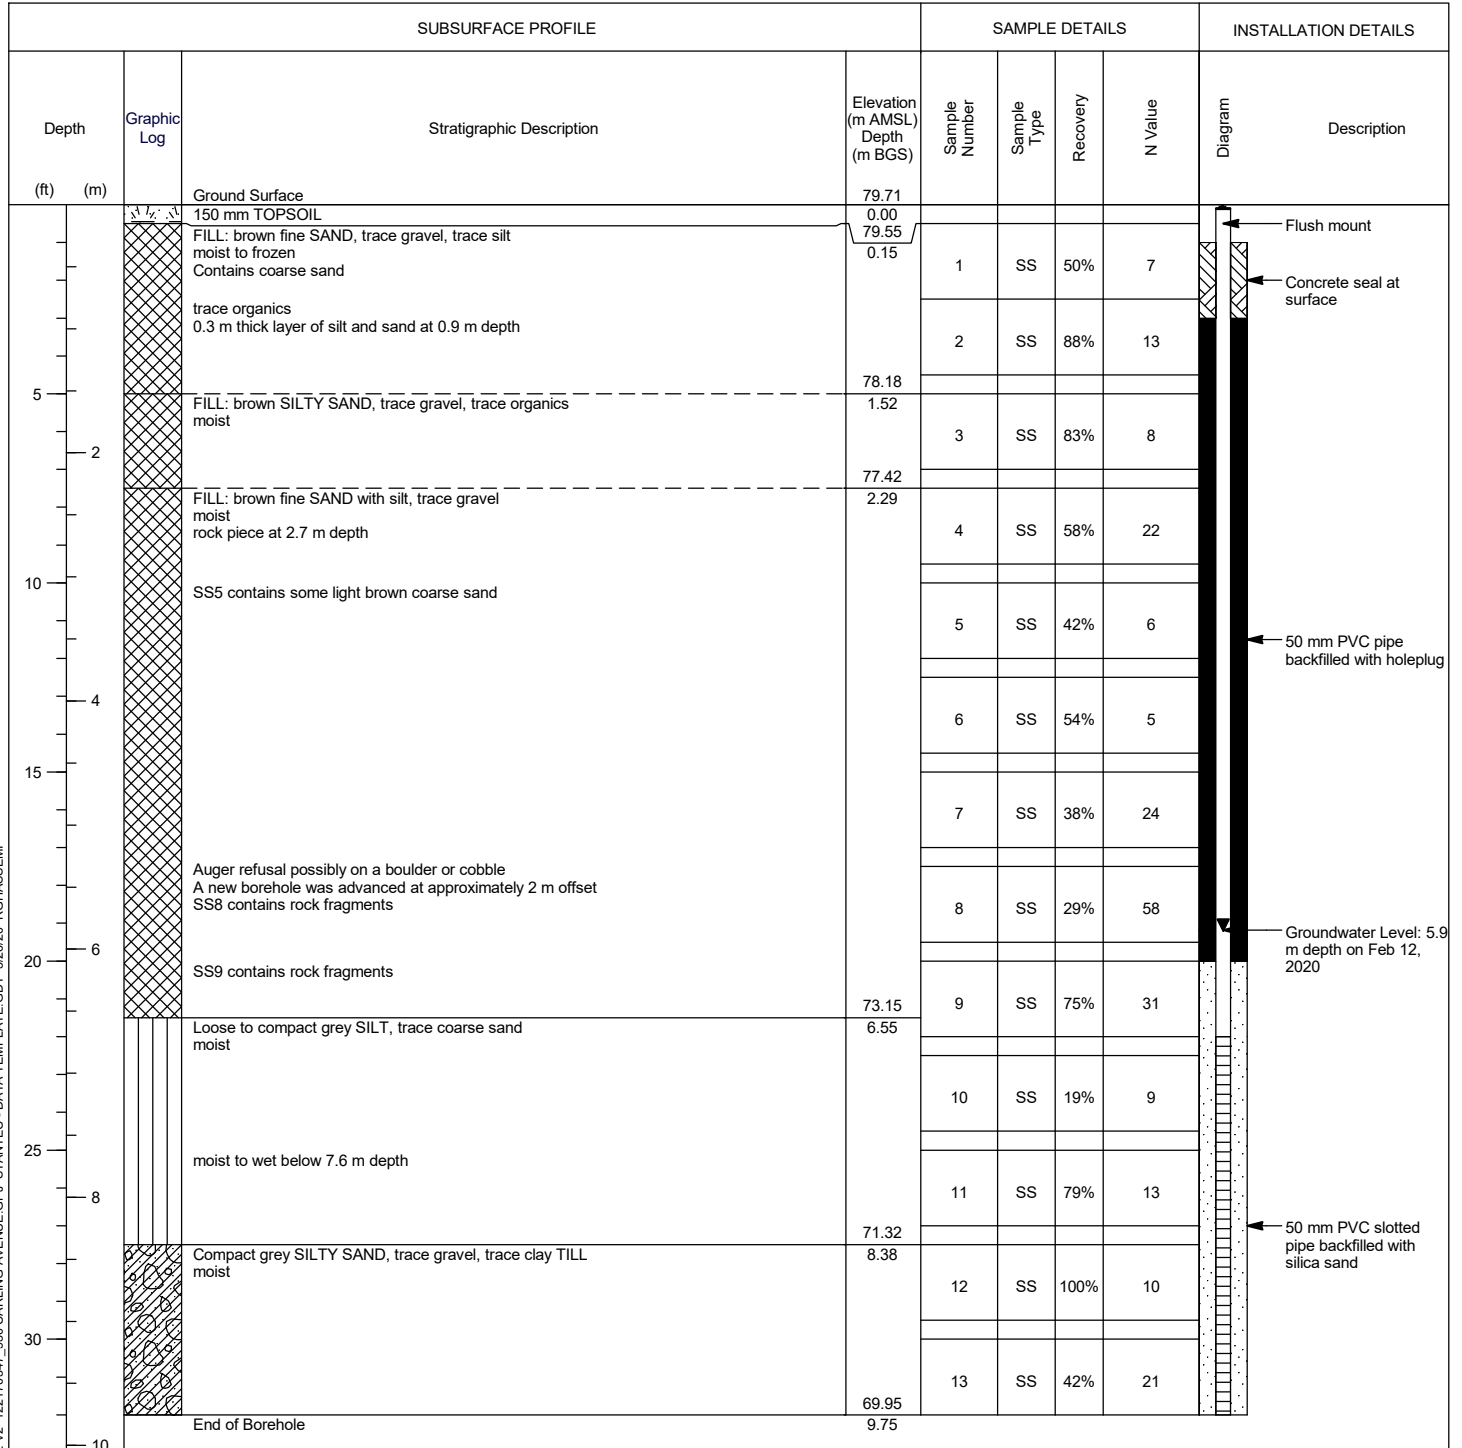 SUBSURFACE PROFILE
SAMPLE DETAILS
INSTALLATION DETAILS
Depth
(ft) (m)
Graphic
Log
Stratigraphic Description
Elevation
(m AMSL)
Depth
(m BGS)
Sample
Number
Sample
Type
Recovery
N Value
Diagram
Description
Ground Surface 79.71
150 mm TOPSOIL 0.00
79.55
FILL: brown fine SAND, trace gravel, trace silt
moist to frozen 0.15
Contains coarse sand
1 SS 50% 7
trace organics
0.3 m thick layer of silt and sand at 0.9 m depth
2 SS 88% 13
78.18
5
FILL: brown SILTY SAND, trace gravel, trace organics 1.52
moist
3 SS 83% 8
2
77.42
FILL: brown fine SAND with silt, trace gravel 2.29
moist
rock piece at 2.7 m depth
4 SS 58% 22
10
SS5 contains some light brown coarse sand
5 SS 42% 6
4
6 SS 54% 5
15
7 SS 38% 24
Auger refusal possibly on a boulder or cobble
A new borehole was advanced at approximately 2 m offset
SS8 contains rock fragments
8 SS 29% 58
6
20
SS9 contains rock fragments
9 SS 75% 31
73.15
Loose to compact grey SILT, trace coarse sand 6.55
moist
10 SS 19% 9
25
moist to wet below 7.6 m depth
11 SS 79% 13
8
71.32
Compact grey SILTY SAND, trace gravel, trace clay TILL 8.38
moist
12 SS 100% 10
30
13 SS 42% 21
69.95
End of Borehole 9.75
10
Flush mount
Concrete seal at
surface
50 mm PVC pipe
backfilled with holeplug
Groundwater Level: 5.9
m depth on Feb 12,
2020
50 mm PVC slotted
pipe backfilled with
silica sand